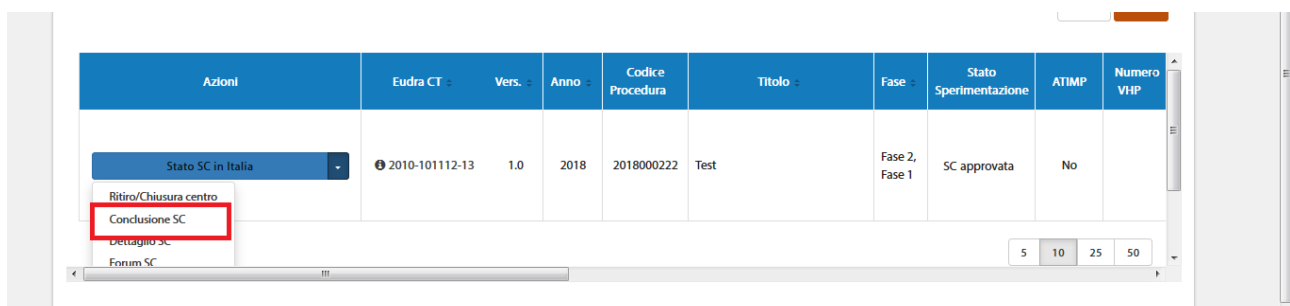 Azioni
Eudra CT
Vers.
Anno
Codice
Procedura
Titolo
Fase
Stato
Sperimentazione
ATIMP
Numero
VHP
Stato SC in Italia
2010-101112-13
1.0
2018
2018000222
Test
Fase 2,
Fase 1
SC approvata
No
Ritiro/Chiusura centro
Conclusione SC
Dettaglio SC
Forum SC
5 10 25 50